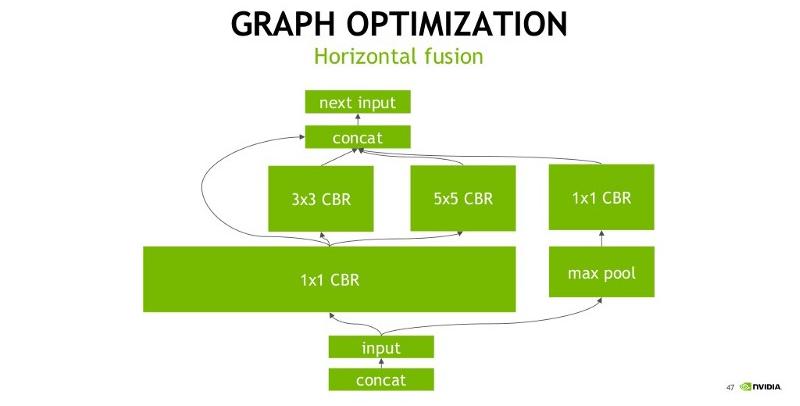 GRAPH OPTIMIZATION
Horizontal fusion
next input
concat
3x3 CBR
5x5 CBR
1x1 CBR
1x1 CBR
max pool
input
concat
47 NVIDIA.